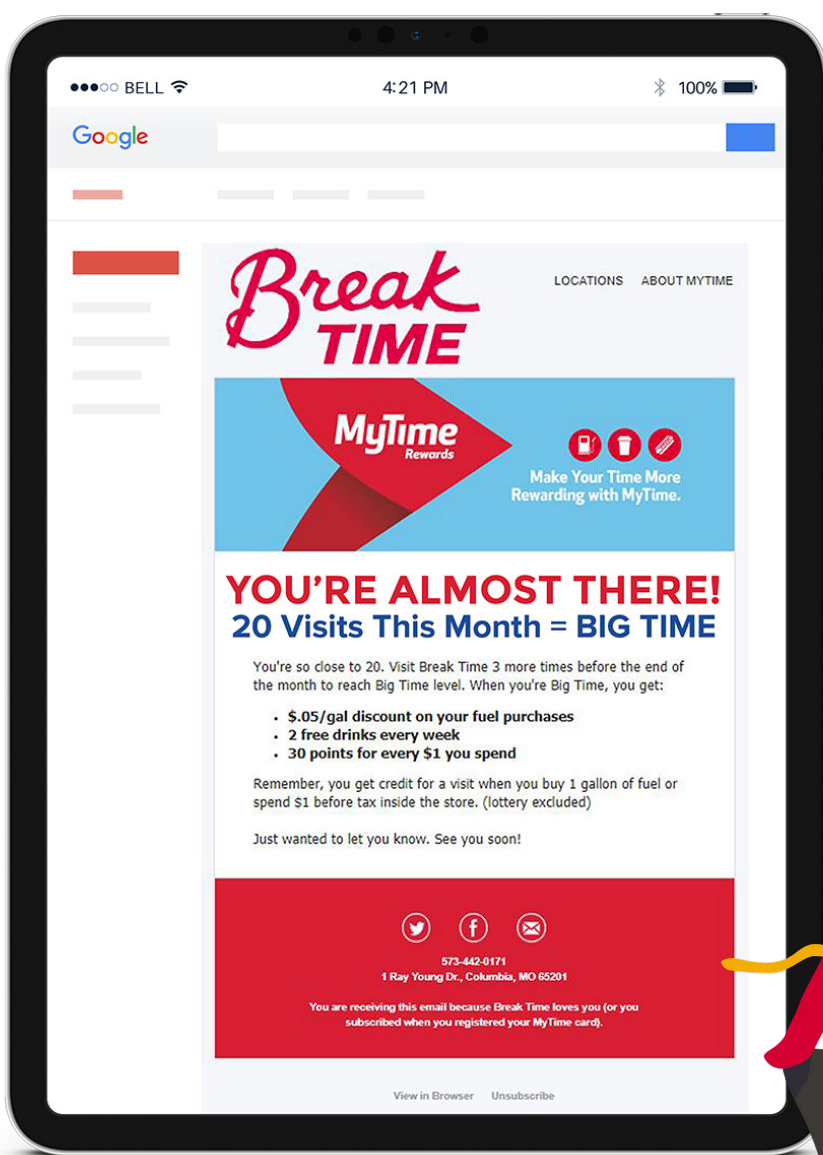 BELL
4:21 PM
100%
Google
Break
TIME
LOCATIONS ABOUT MYTIME
MyTime
Rewards
Make Your Time More
Rewarding with MyTime.
YOU'RE ALMOST THERE!
20 Visits This Month = BIG TIME
You're so close to 20. Visit Break Time 3 more times before the end of
the month to reach Big Time level. When you're Big Time, you get:
• $.05/gal discount on your fuel purchases
• 2 free drinks every week
• 30 points for every $1 you spend
Remember, you get credit for a visit when you buy 1 gallon of fuel or
spend $1 before tax inside the store. (lottery excluded)
Just wanted to let you know. See you soon!
573-442-0171
1 Ray Young Dr., Columbia, MO 65201
You are receiving this email because Break Time loves you (or you
subscribed when you registered your MyTime card).
View in Browser Unsubscribe